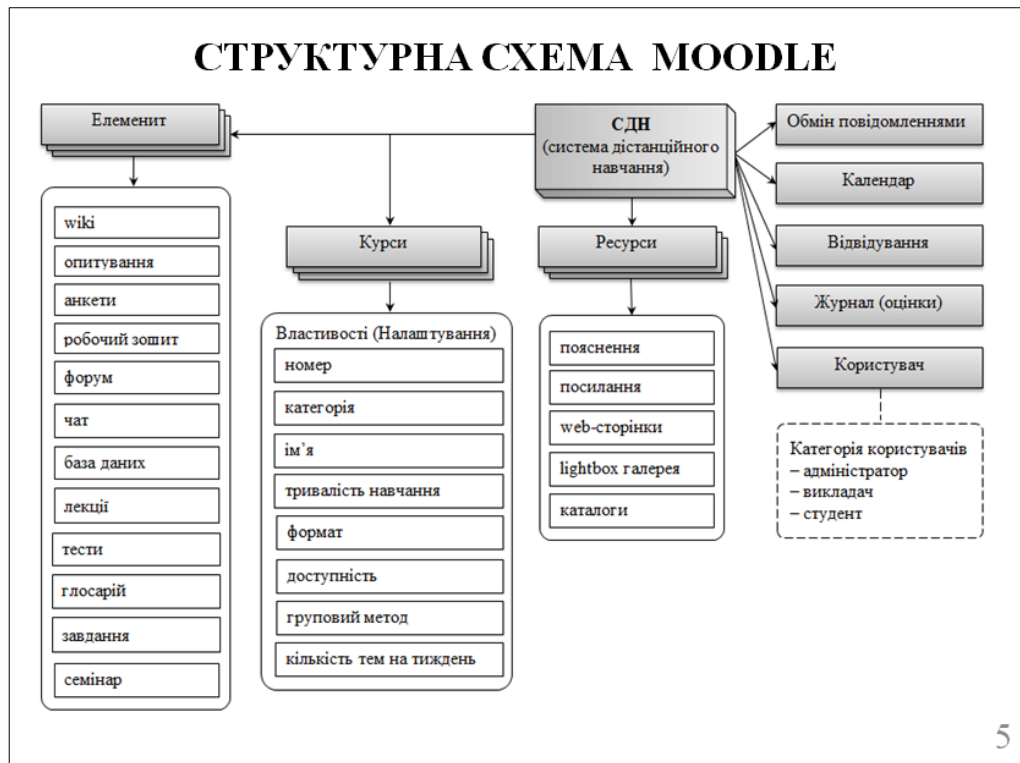 СТРУКТУРНА СХЕМА MOODLE
Елеменит
СДН
(система дістанційного
навчання)
Обмін повідомленнями
Календар
Відвідування
Журнал (оцінки)
Користувач
Категорія користувачів
– адміністратор
– викладач
– студент
Курси
Ресурси
wiki
опитування
анкети
робочий зошит
форум
чат
база даних
лекції
тести
глосарій
завдання
семінар
Властивості (Налаштування)
номер
категорія
ім’я
тривалість навчання
формат
доступність
груповий метод
кількість тем на тиждень
пояснення
посилання
web-сторінки
lightbox галерея
каталоги
5